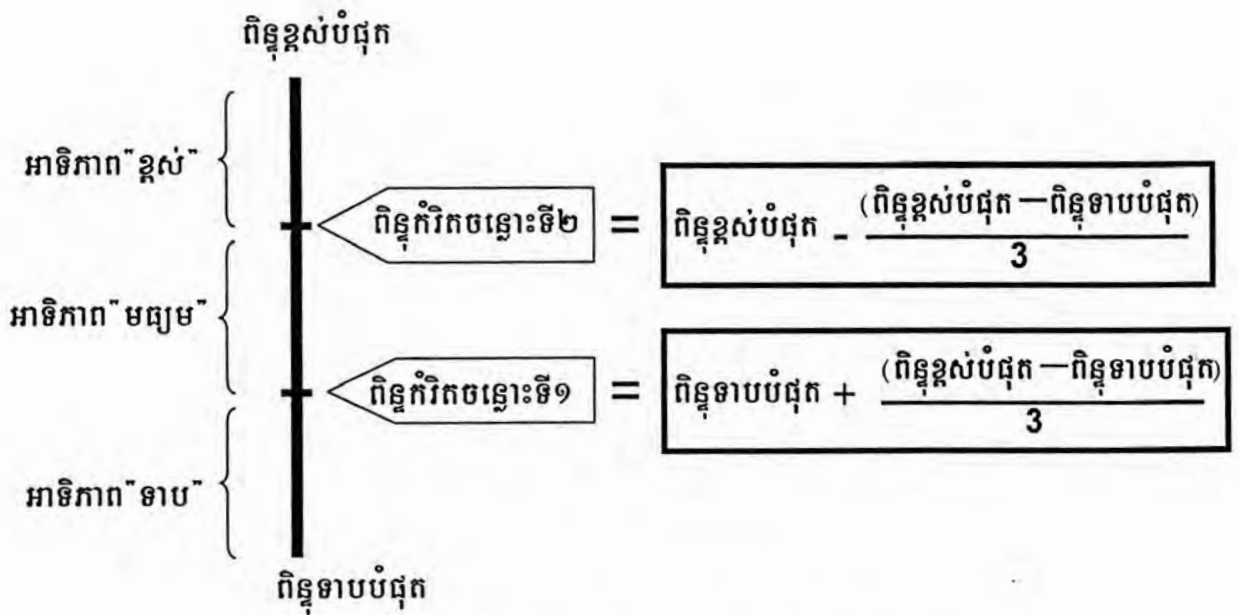 ពិន្ទុខ្ពស់បំផុត
អាទិភាព"ខ្ពស់"
ពិន្ទុកំរិតចន្លោះទី២ = ពិន្ទុខ្ពស់បំផុត - (ពិន្ទុខ្ពស់បំផុត —ពិន្ទុទាបបំផុត)
3
អាទិភាព"មធ្យម"
ពិន្ទុកំរិតចន្លោះទី១ = ពិន្ទុទាបបំផុត + (ពិន្ទុខ្ពស់បំផុត —ពិន្ទុទាបបំផុត)
3
អាទិភាព"ទាប"
ពិន្ទុទាបបំផុត